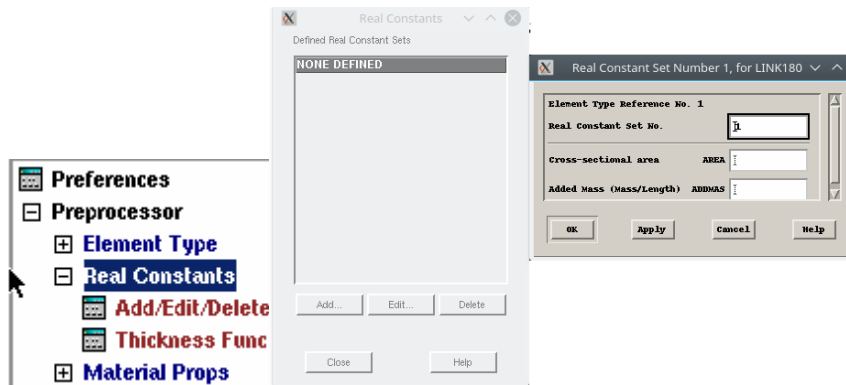 Preferences
Preprocessor
Element Type
Real Constants
Add/Edit/Delete
Thickness Func
Material Props
Real Constants
Defined Real Constant Sets
NONE DEFINED
Add... Edit... Delete
Close Help
Real Constant Set Number 1, for LINK180
Element Type Reference No. 1
Real Constant Set No. 1
Cross-sectional area AREA
Added Mass (Mass/Length) ADDMAS
OK Apply Cancel Help